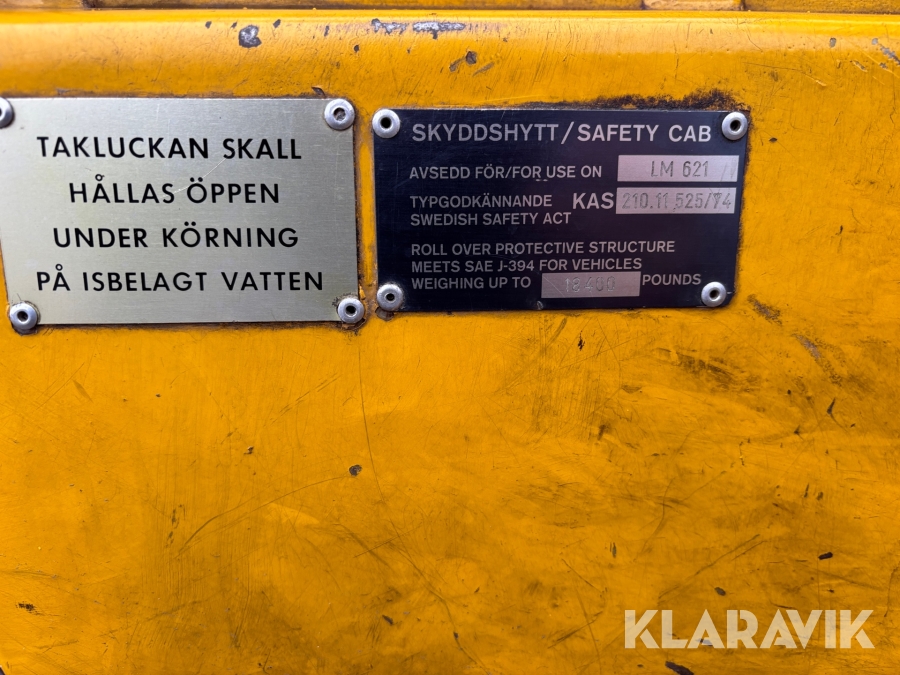 TAKLUCKAN SKALL
HÅLLAS ÖPPEN
UNDER KÖRNING
PÅ ISBELAGT VATTEN
SKYDDSHYTT/SAFETY CAB
AVSEDD FÖR/FOR USE ON LM 621
TYPGODKÄNNANDE KAS 210.11.525/74
SWEDISH SAFETY ACT
ROLL OVER PROTECTIVE STRUCTURE
MEETS SAE J-394 FOR VEHICLES
WEIGHING UP TO 18400 POUNDS
KLARAVIK